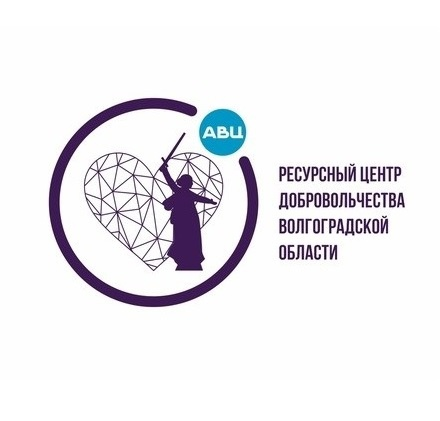 АВЦ
РЕСУРСНЫЙ ЦЕНТР
ДОБРОВОЛЬЧЕСТВА
ВОЛГОГРАДСКОЙ
ОБЛАСТИ